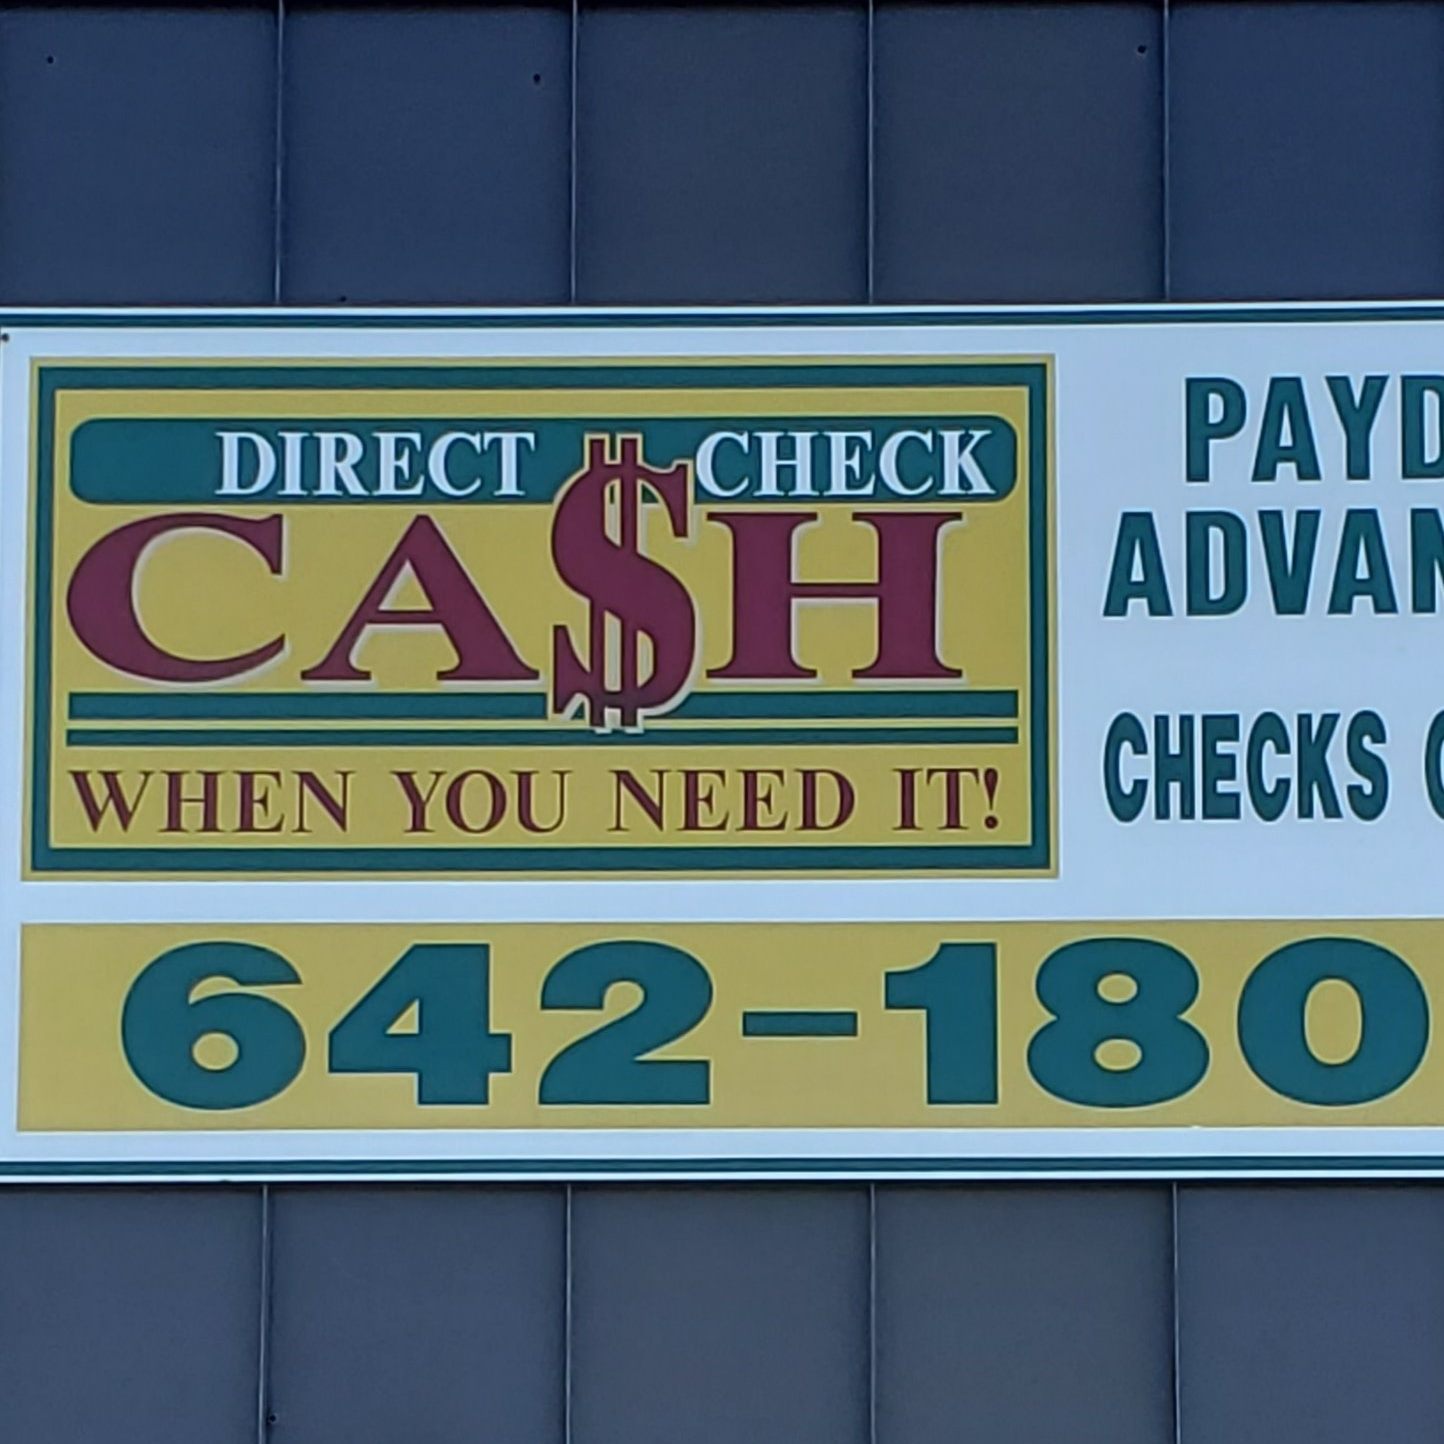 DIRECT CHECK
CA$H
WHEN YOU NEED IT!
PAYD
ADVAN
CHECKS
642-180